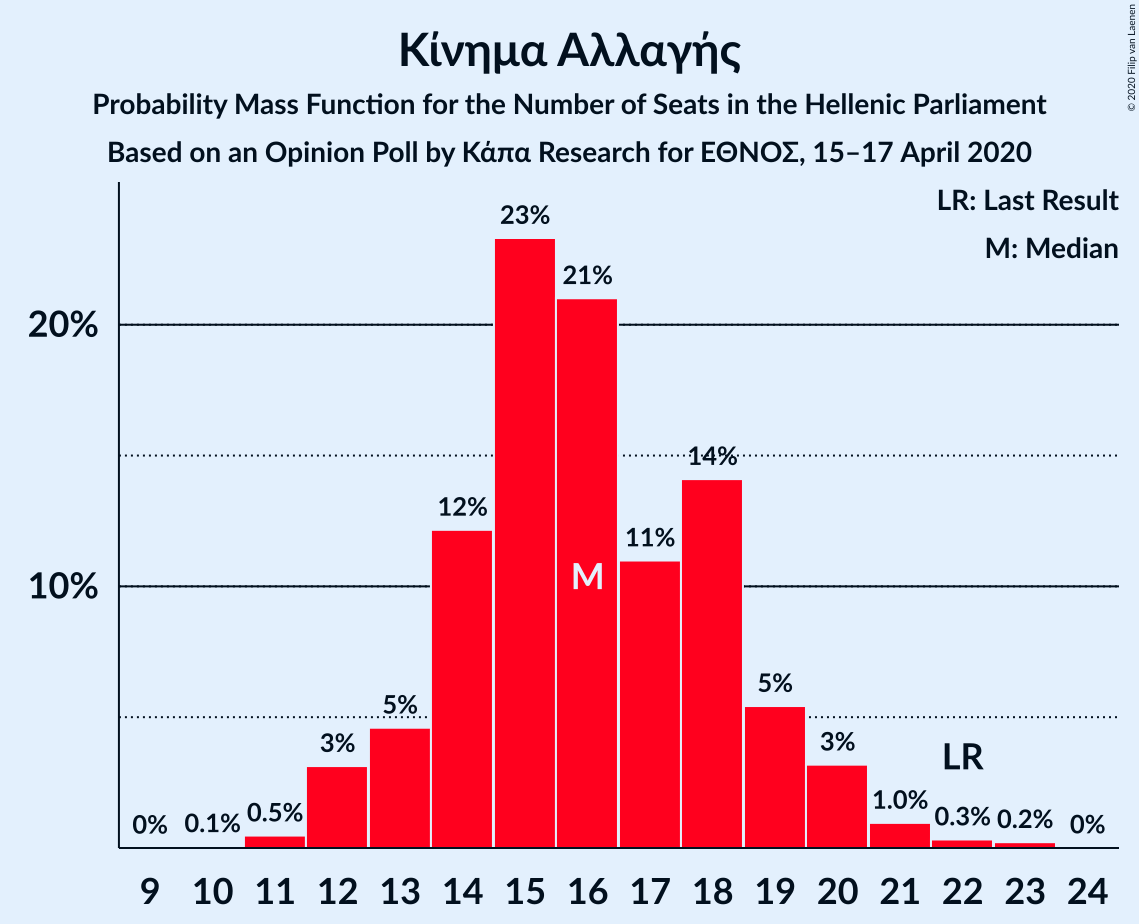 Κίνημα Αλλαγής
Probability Mass Function for the Number of Seats in the Hellenic Parliament
Based on an Opinion Poll by Κάπα Research for ΕΘΝΟΣ, 15–17 April 2020
© 2020 Filip van Laenen
LR: Last Result
M: Median
23%
21%
20%
14%
12%
11%
M
10%
5%
5%
3%
3%
LR
1.0%
0% 0.1% 0.5% 0.3% 0.2% 0%
9 10 11 12 13 14 15 16 17 18 19 20 21 22 23 24